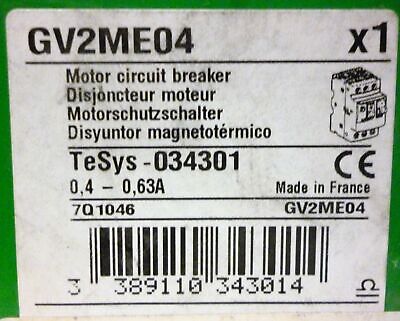 GV2ME04 x1
Motor circuit breaker
Disjoncteur moteur
Motorschutzschalter
Disyuntor magnetotérmico
TeSys -034301 CE
0,4 – 0,63A Made in France
7Q1046 GV2ME04
3 389110 343014